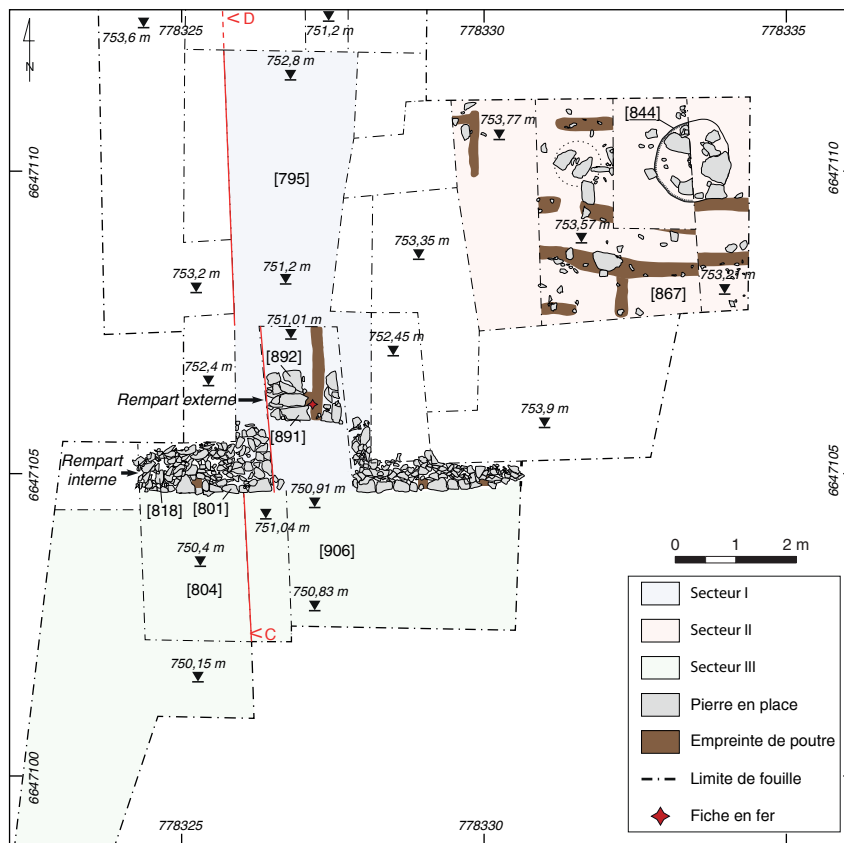 778325
778330
778335
D
753,6 m
751,2 m
N
752,8 m
753,77 m
[844]
6647110
6647110
[795]
753,57 m
753,35 m
753,2 m
751,2 m
753,21 m
[867]
751,01 m
752,45 m
[892]
752,4 m
Rempart externe
753,9 m
[891]
Rempart
interne
6647105
6647105
750,91 m
[818]
[801]
751,04 m
[906]
750,4 m
[804]
750,83 m
0 1 2 m
C
750,15 m
Secteur I
Secteur II
Secteur III
Pierre en place
Empreinte de poutre
Limite de fouille
Fiche en fer
6647100
778325
778330